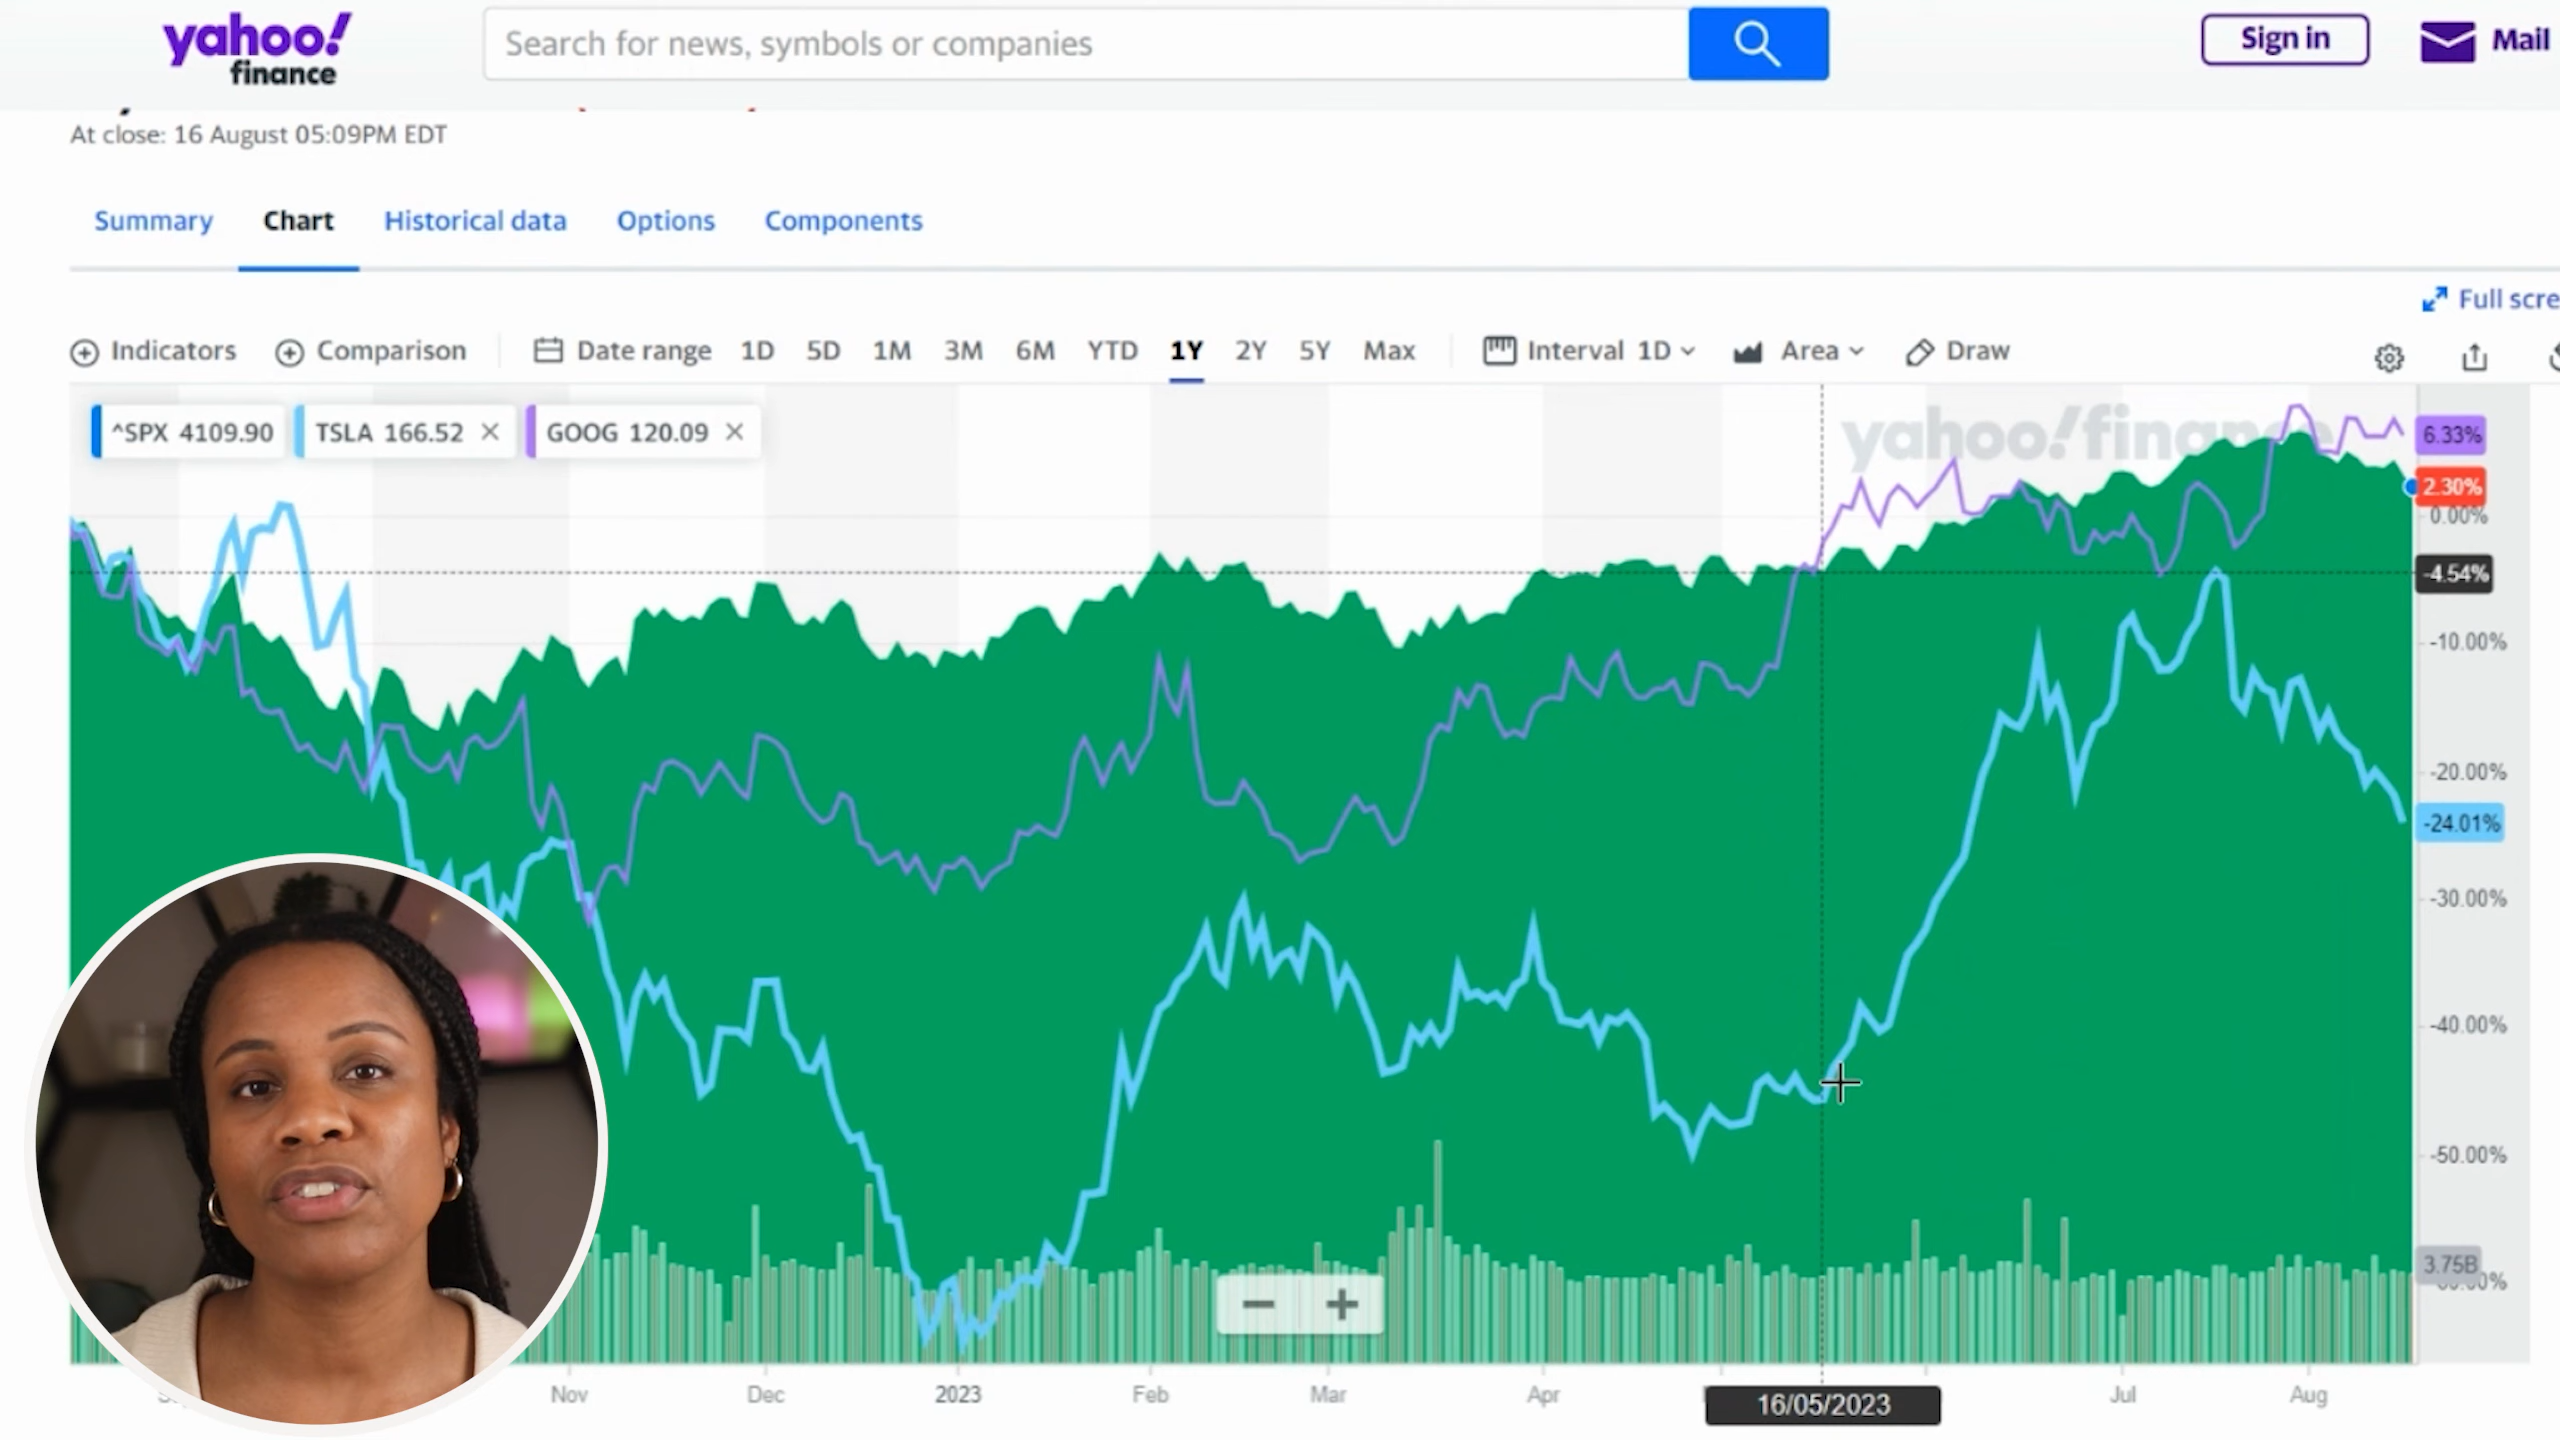 yahoo!
finance
Search for news, symbols or companies
Sign in
Mail
At close: 16 August 05:09PM EDT
Summary Chart Historical data Options Components
Full scre
Indicators Comparison Date range 1D 5D 1M 3M 6M YTD 1Y 2Y 5Y Max Interval 1D Area Draw
^SPX 4109.90 TSLA 166.52 GOOG 120.09
yahoo!finance
6.33%
2.30%
0.00%
-4.54%
-10.00%
-20.00%
-24.01%
-30.00%
-40.00%
-50.00%
3.75B
Nov Dec 2023 Feb Mar Apr 16/05/2023 Jul Aug